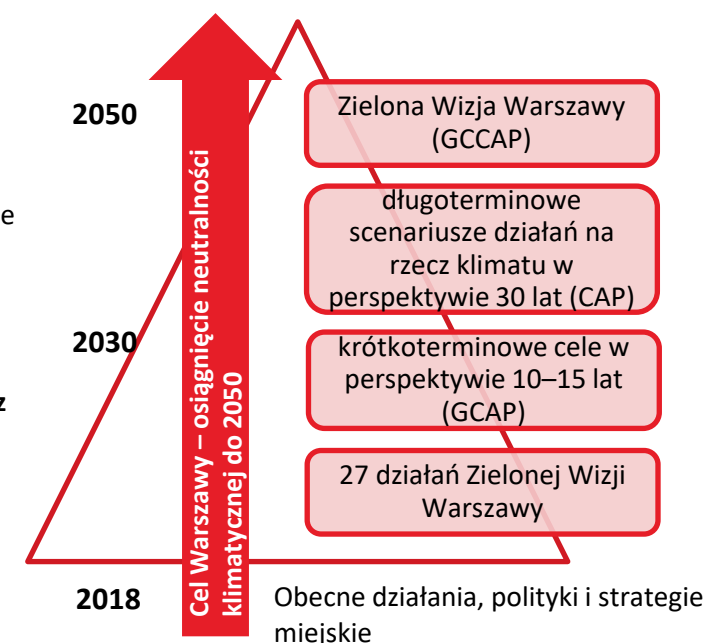 2050
Zielona Wizja Warszawy
(GCCAP)
długoterminowe
scenariusze działań na
rzecz klimatu w
perspektywie 30 lat (CAP)
e
2030
krótkoterminowe cele w
perspektywie 10–15 lat
(GCAP)
z
27 działań Zielonej Wizji
Warszawy
Cel Warszawy – osiągnięcie neutralności
klimatycznej do 2050
2018
Obecne działania, polityki i strategie
miejskie